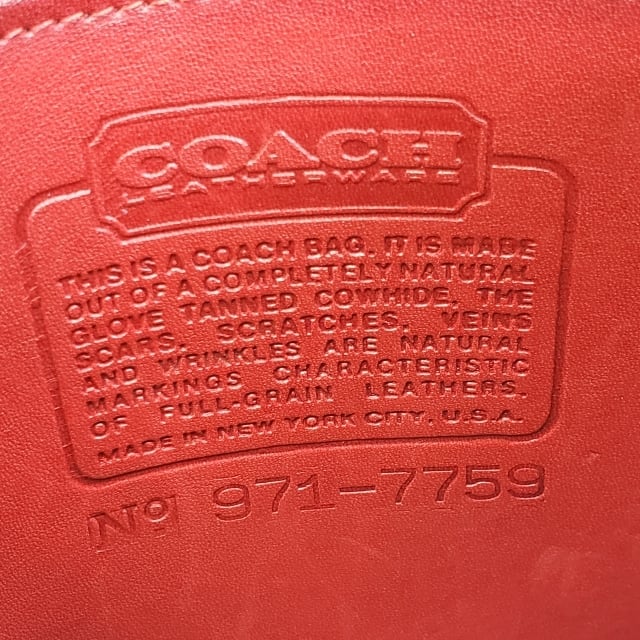 COACH
LEATHERWARE
THIS IS A COACH BAG. IT IS MADE
OUT OF A COMPLETELY NATURAL
GLOVE TANNED COWHIDE, THE
SCARS, SCRATCHES, VEINS
AND WRINKLES ARE NATURAL
MARKINGS CHARACTERISTIC
OF FULL-GRAIN LEATHERS.
MADE IN NEW YORK CITY, U.S.A.
No 971-7759